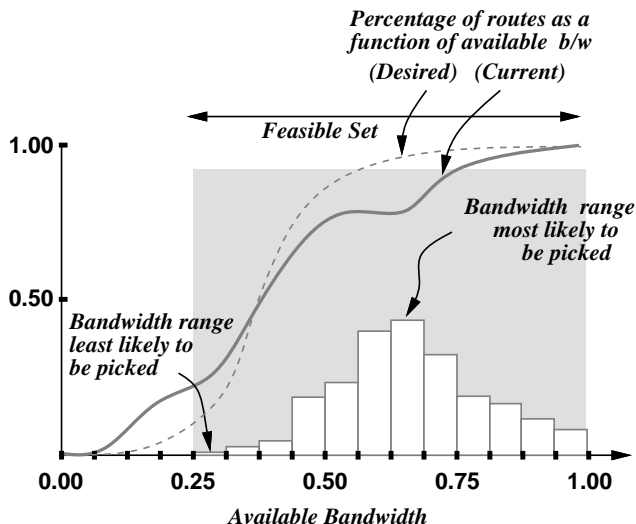 Percentage of routes as a
function of available b/w
(Desired) (Current)
Feasible Set
1.00
Bandwidth range
most likely to
be picked
0.50
Bandwidth range
least likely to
be picked
0.00 0.25 0.50 0.75 1.00
Available Bandwidth